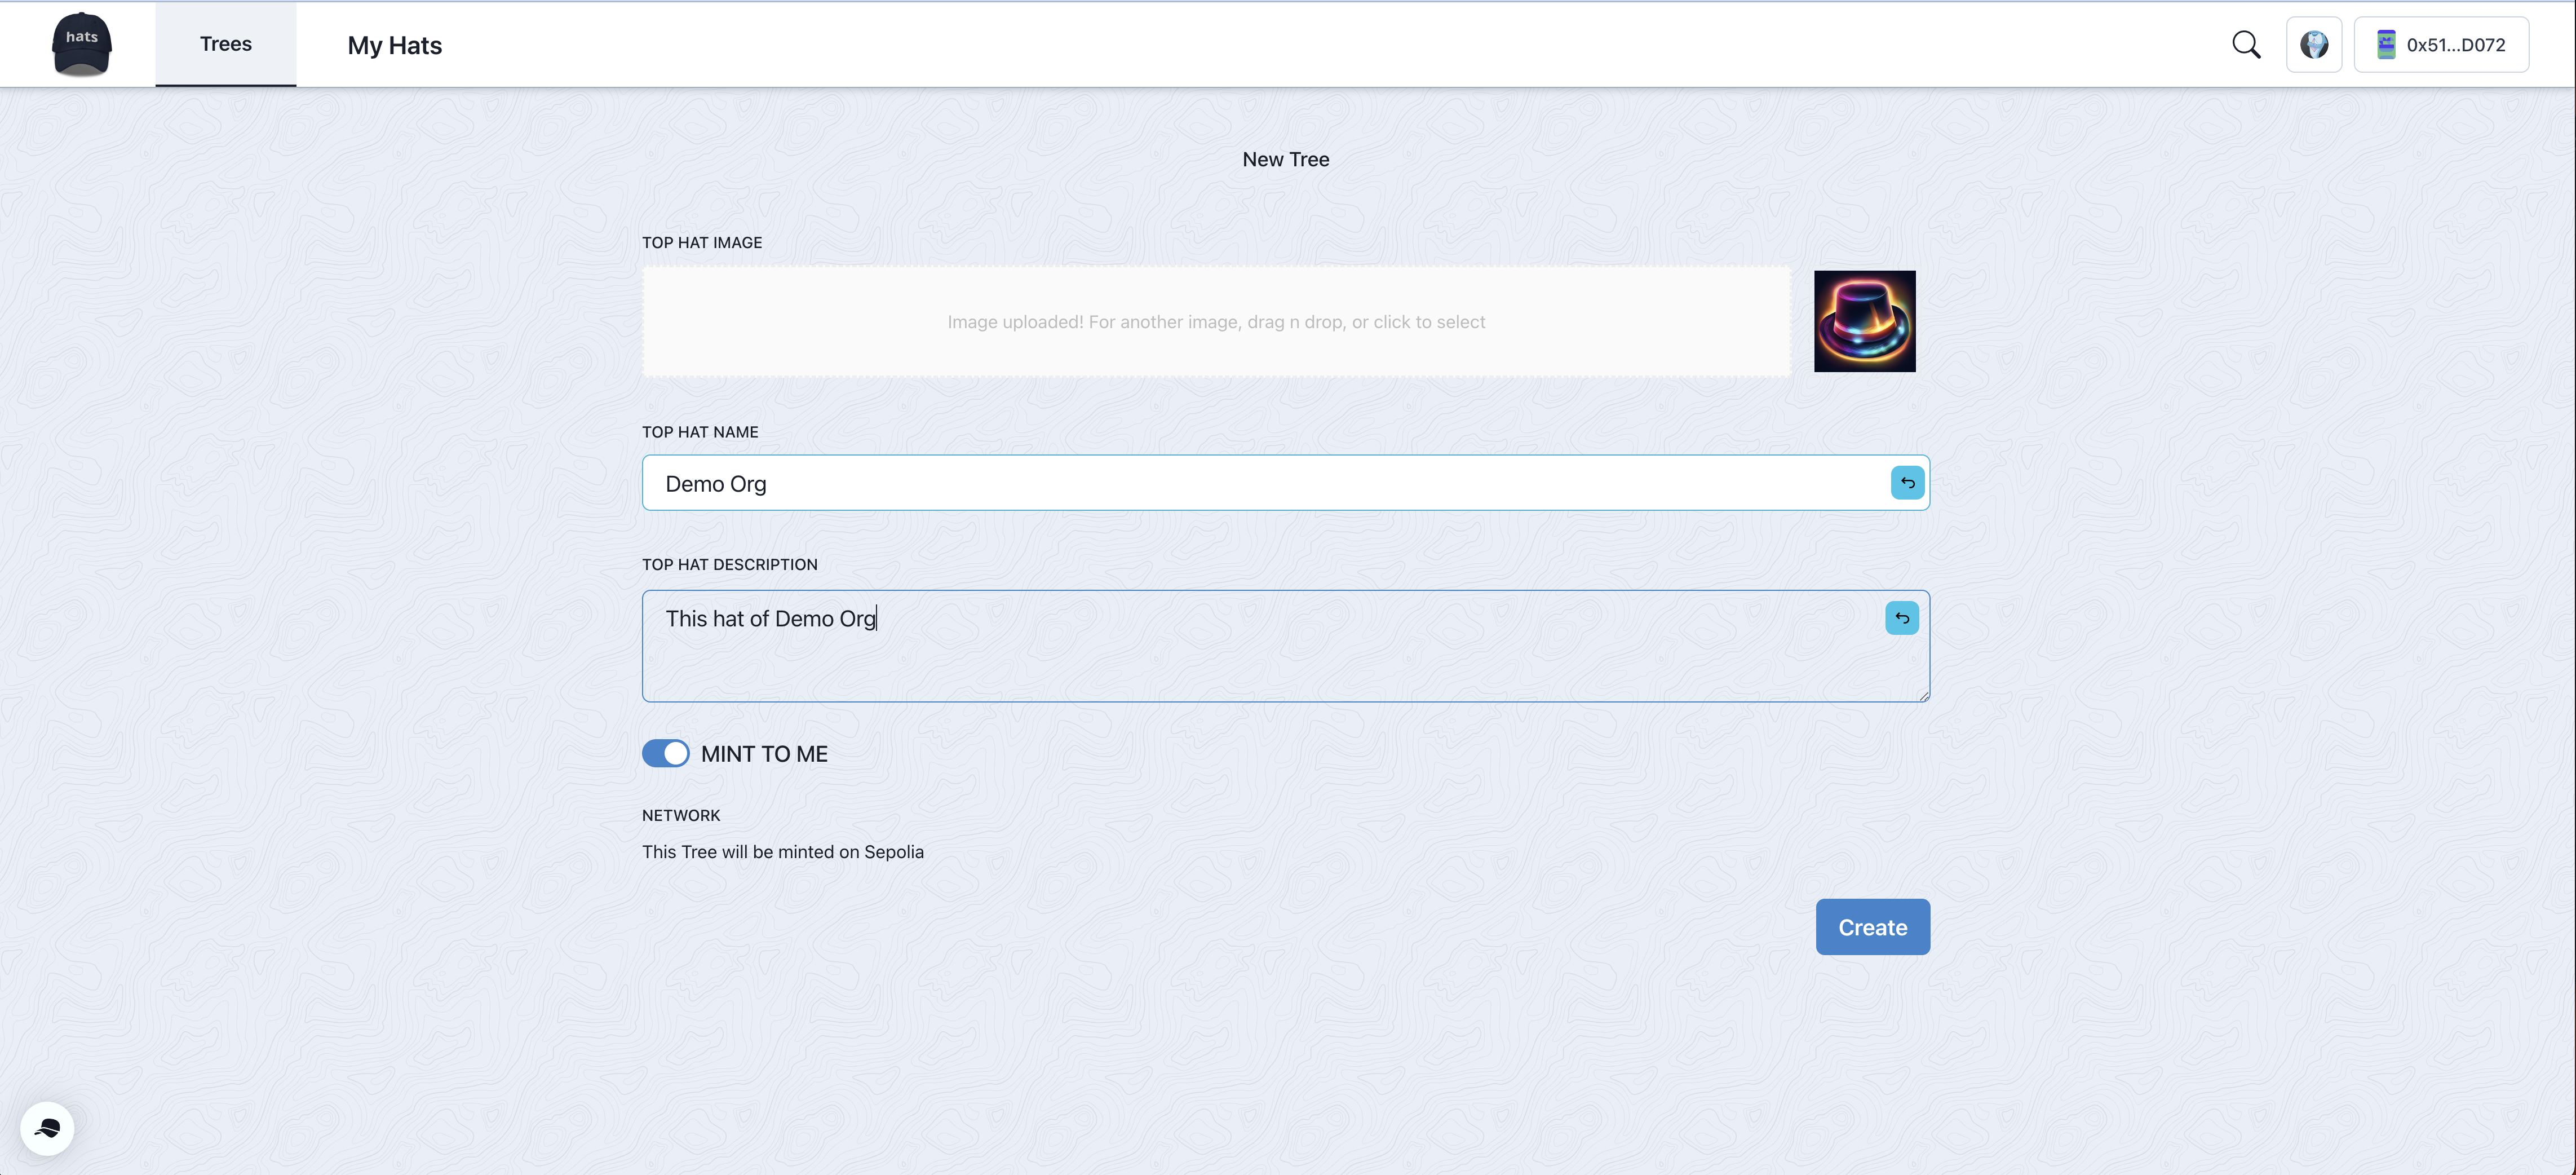 hats
Trees
My Hats
0x51...D072
New Tree
TOP HAT IMAGE
Image uploaded! For another image, drag n drop, or click to select
TOP HAT NAME
Demo Org
TOP HAT DESCRIPTION
This hat of Demo Org
MINT TO ME
NETWORK
This Tree will be minted on Sepolia
Create